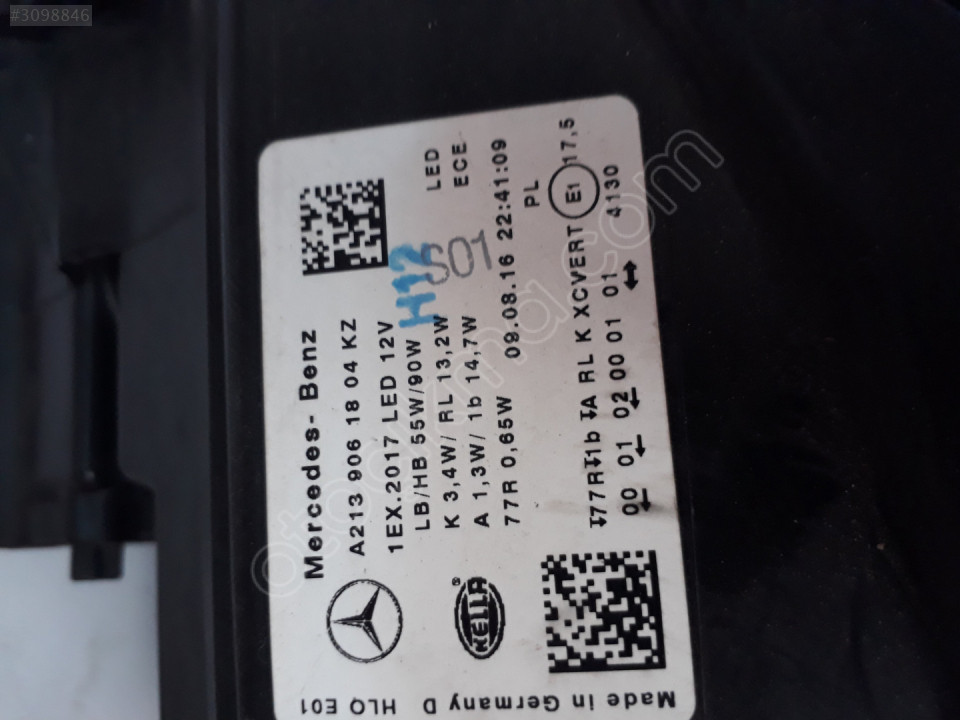 #3098846
Mercedes-Benz
A213 906 18 04 KZ
1EX.2017 LED 12V
LB/HB 55W/90W
H12
LED
K 3,4W/ RL 13,2W
S01
ECE
A 1,3W/ 1b 14,7W
77R 0,65W
09.08.16 22:41:09
PL
↧77R↧1b ↧A RL K XCVERT E1 17,5
00 01 02 00 01 01 4130
← ← ← ↔
HELLA
®
HLQ E01
Made in Germany D
otocikma.com